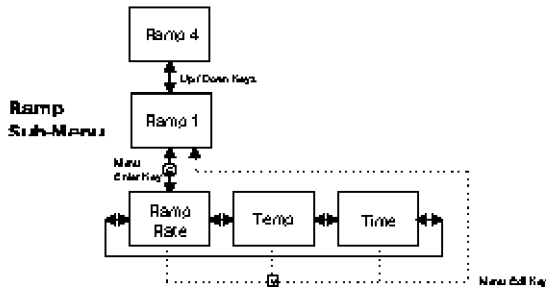 Ramp 4
Up / Down Keys
Ramp
Sub-Menu
Ramp 1
Menu
Enter Key
Ramp
Rate
Temp
Time
Menu Exit Key